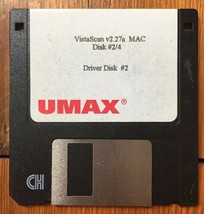 VistaScan v2.27a MAC
Disk #2/4
Driver Disk #2
UMAX®
CH